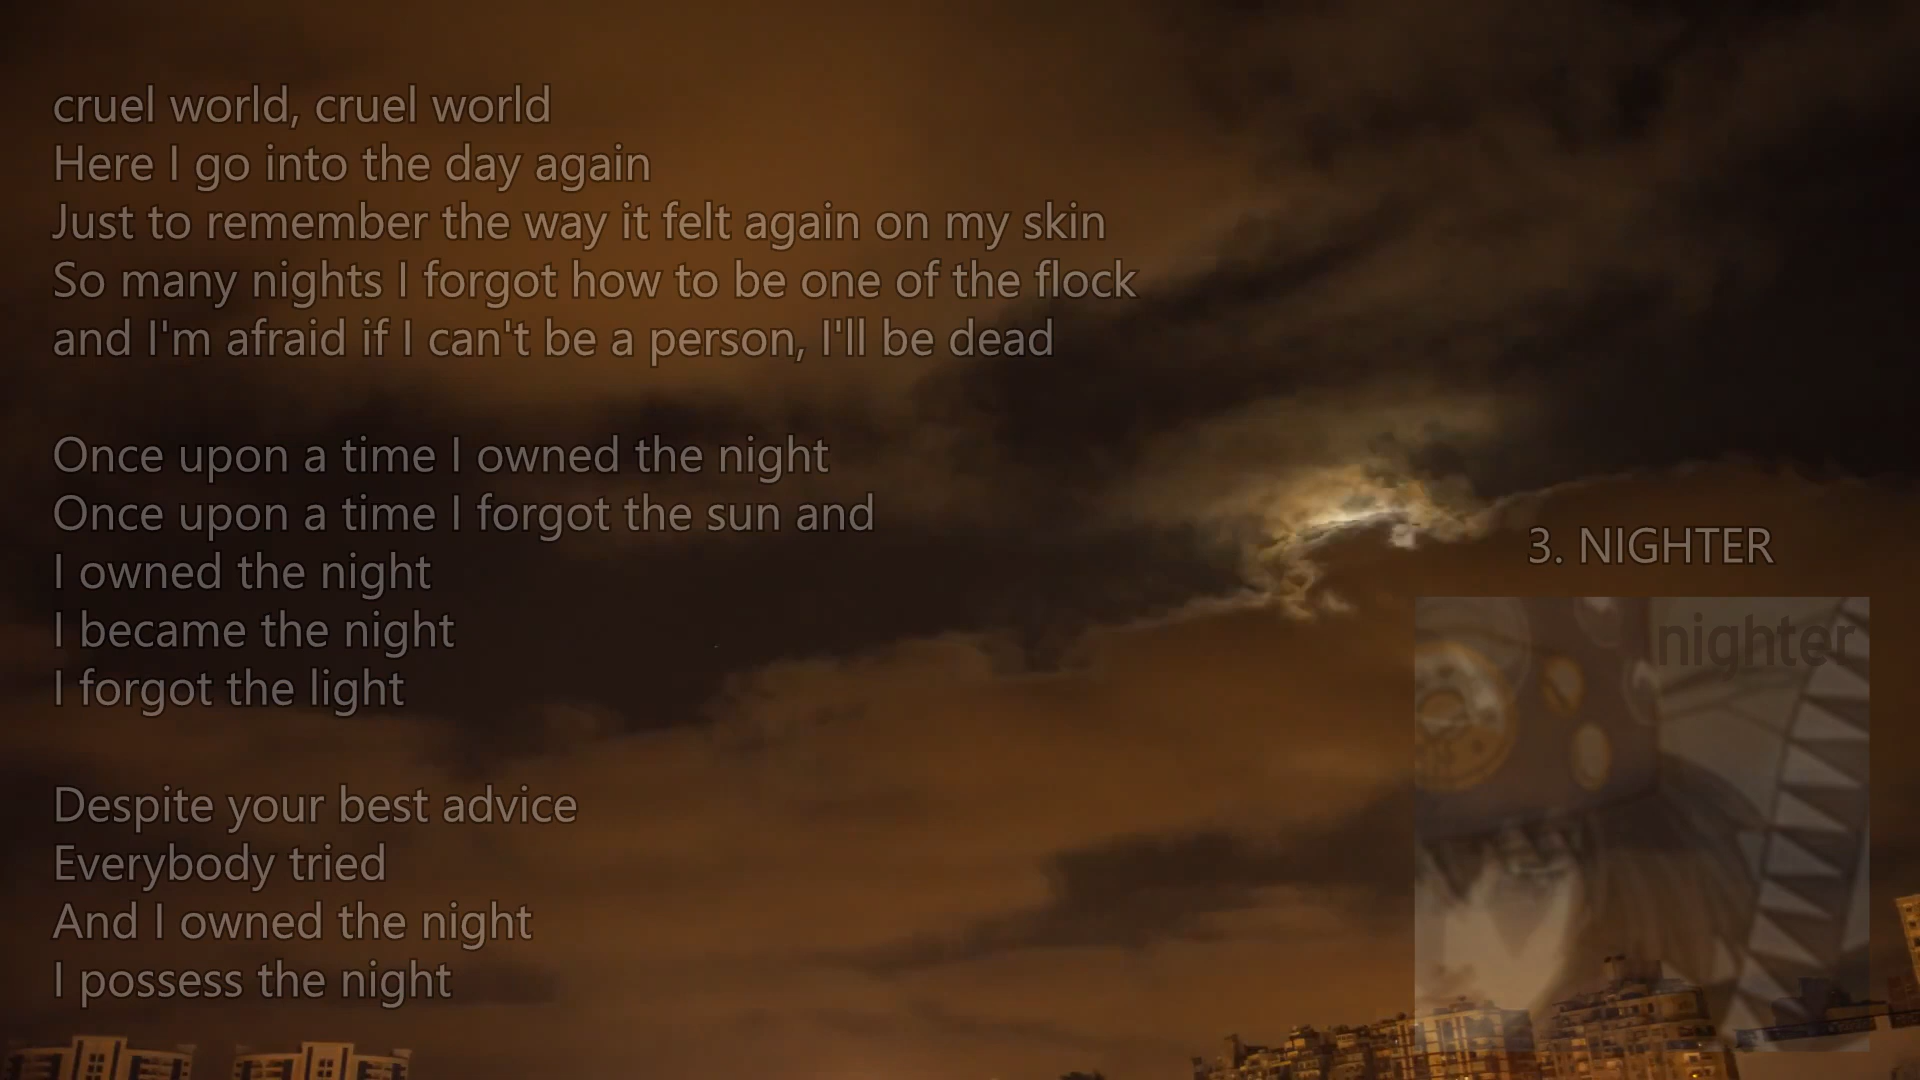 cruel world, cruel world
Here I go into the day again
Just to remember the way it felt again on my skin
So many nights I forgot how to be one of the flock
and I'm afraid if I can't be a person, I'll be dead
Once upon a time I owned the night
Once upon a time I forgot the sun and
I owned the night
I became the night
I forgot the light
Despite your best advice
Everybody tried
And I owned the night
I possess the night
3. NIGHTER
nighter